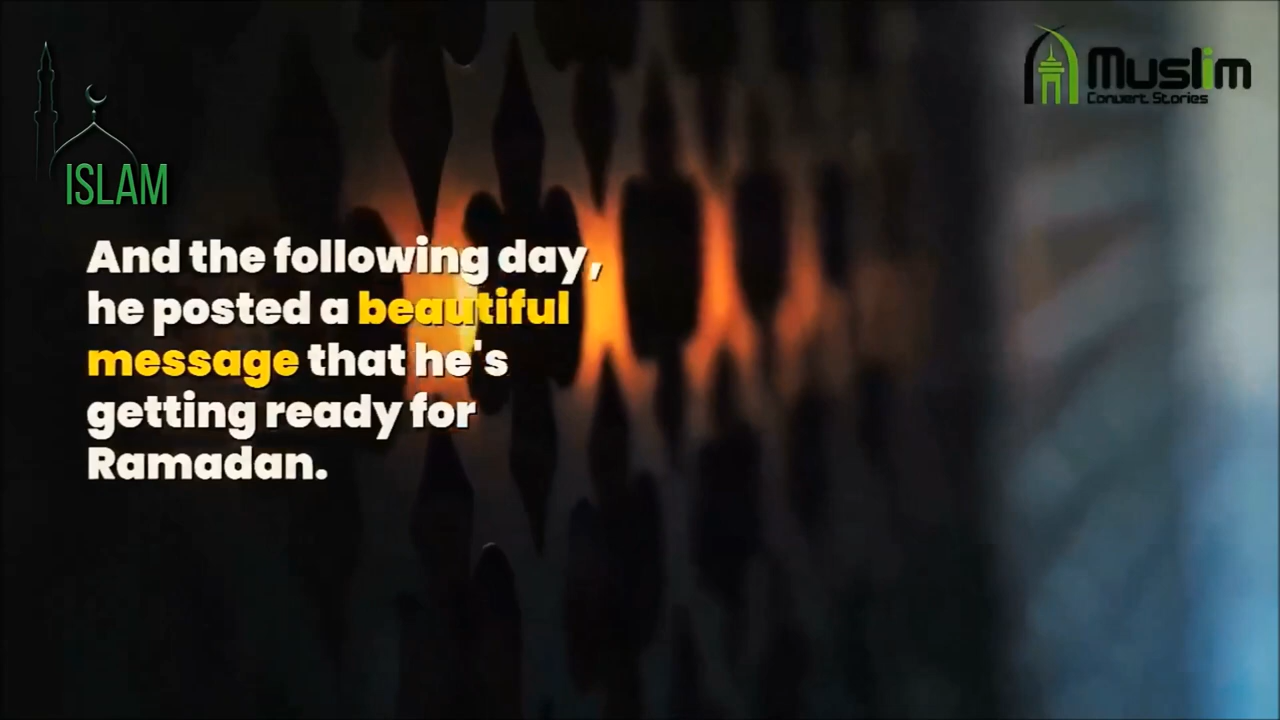 ISLAM
Muslim
Convert Stories
And the following day,
he posted a beautiful
message that he's
getting ready for
Ramadan.